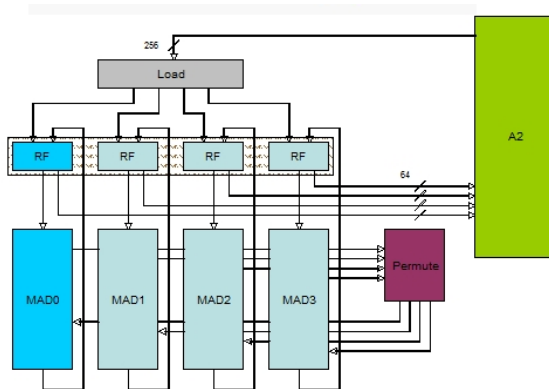 256
Load
A2
RF RF RF RF
64
MAD0 MAD1 MAD2 MAD3 Permute